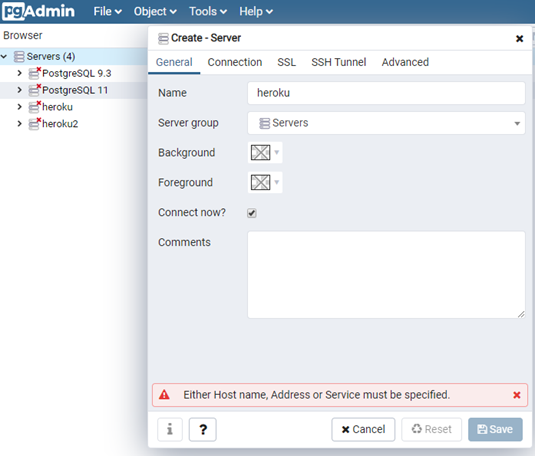 pgAdmin File Object Tools Help
Browser
Servers (4)
PostgreSQL 9.3
PostgreSQL 11
heroku
heroku2
Create - Server
General Connection SSL SSH Tunnel Advanced
Name heroku
Server group Servers
Background
Foreground
Connect now?
Comments
Either Host name, Address or Service must be specified.
i ? Cancel Reset Save